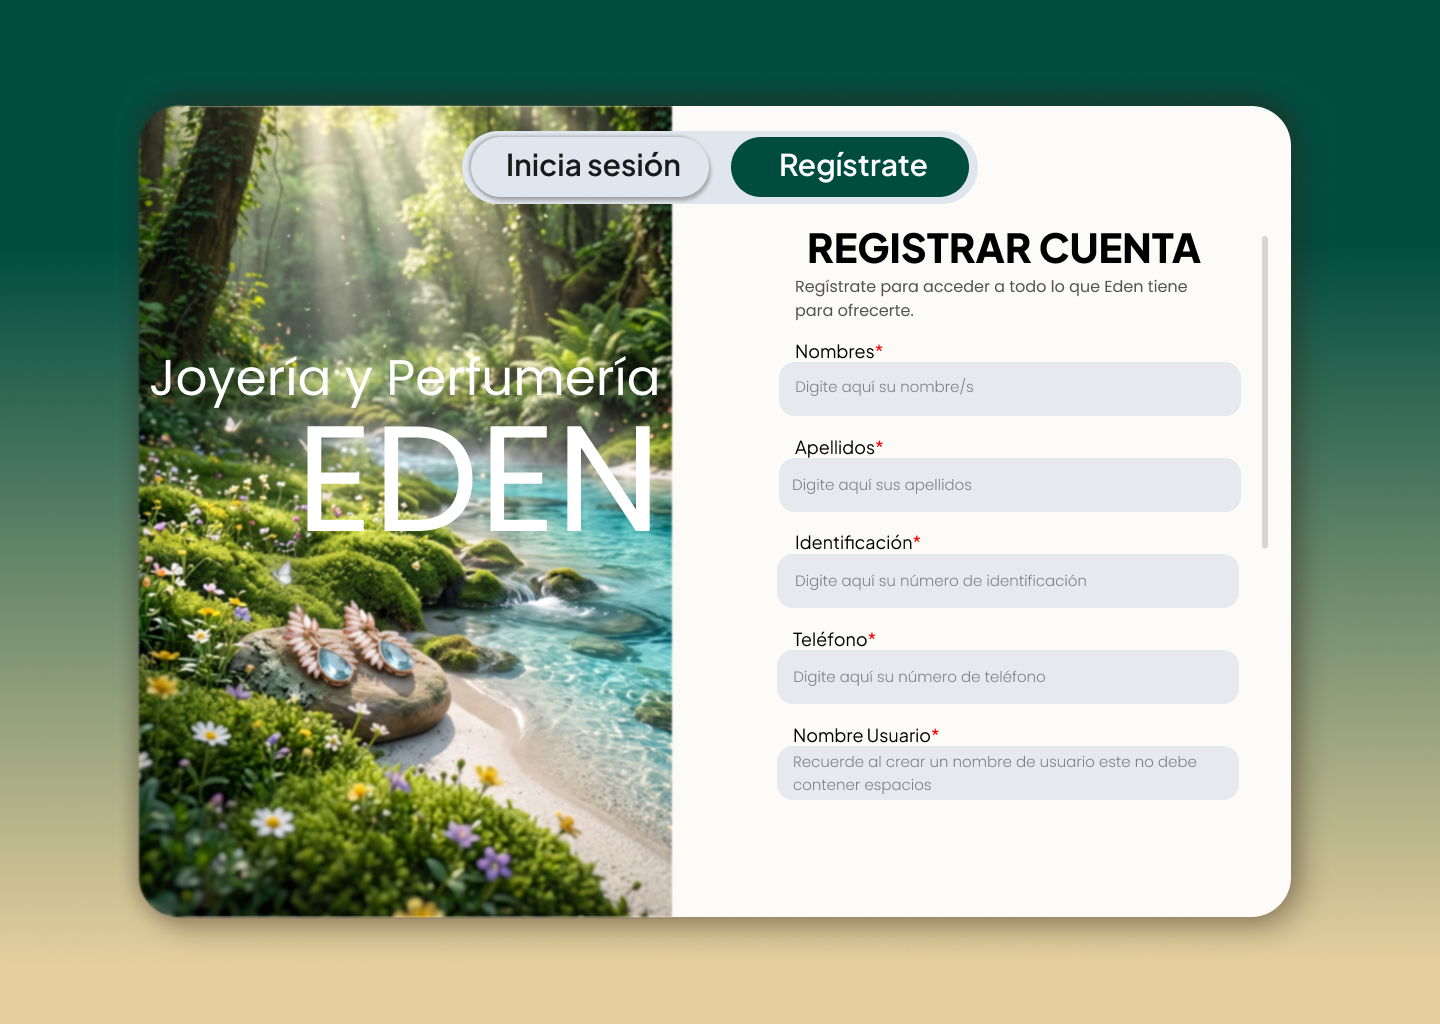 Inicia sesión
Regístrate
Joyería y Perfumería
EDEN
REGISTRAR CUENTA
Regístrate para acceder a todo lo que Eden tiene
para ofrecerte.
Nombres*
Digite aquí su nombre/s
Apellidos*
Digite aquí sus apellidos
Identificación*
Digite aquí su número de identificación
Teléfono*
Digite aquí su número de teléfono
Nombre Usuario*
Recuerde al crear un nombre de usuario este no debe
contener espacios